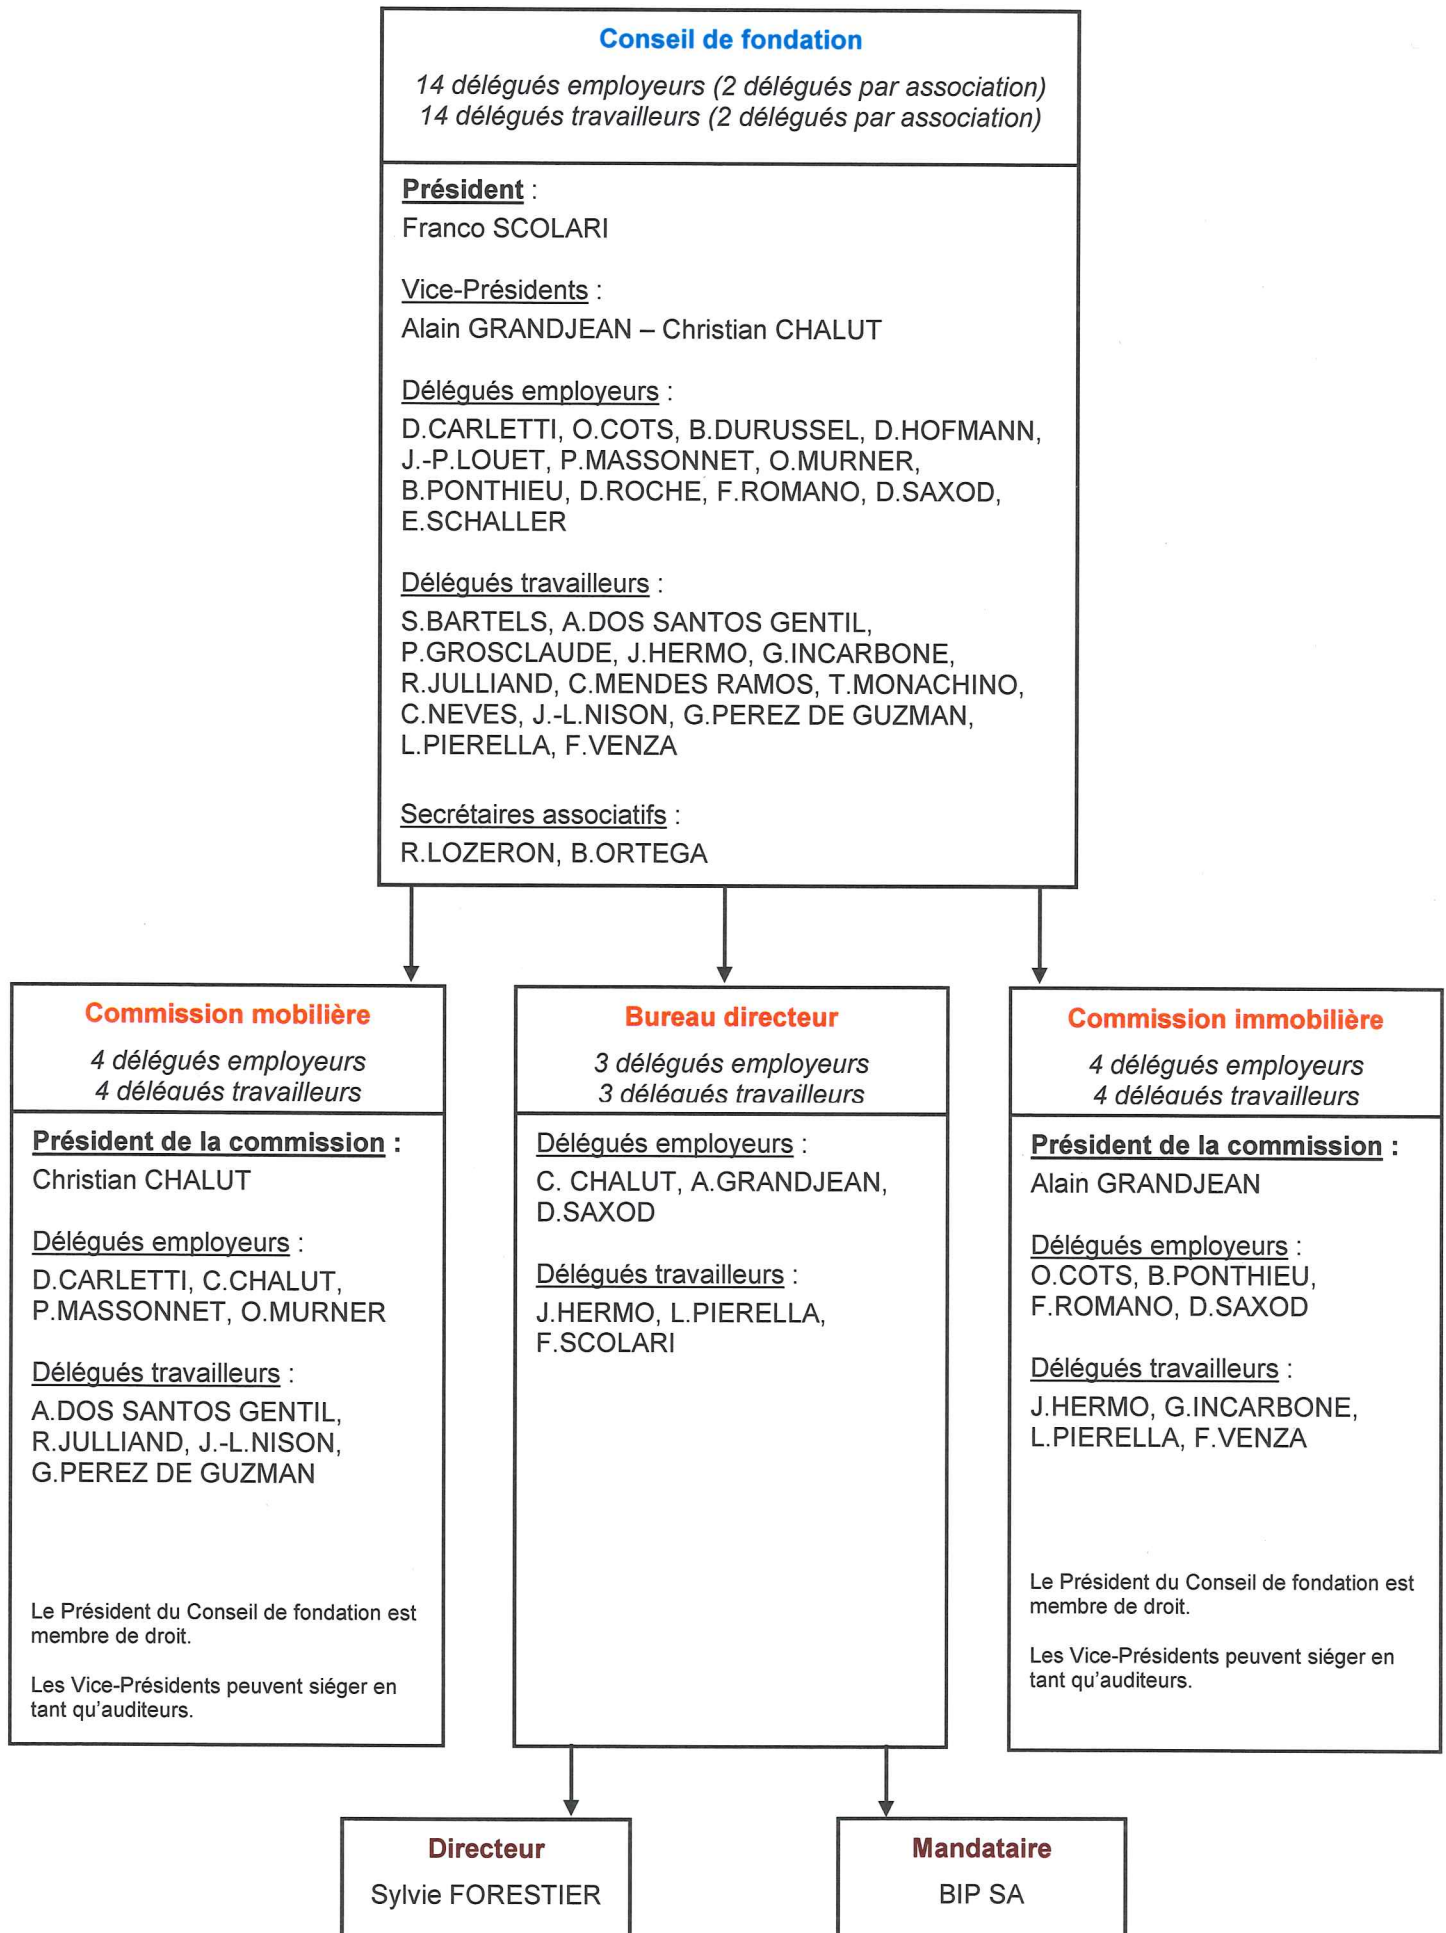 Conseil de fondation
14 délégués employeurs (2 délégués par association)
14 délégués travailleurs (2 délégués par association)
Président :
Franco SCOLARI
Vice-Présidents :
Alain GRANDJEAN – Christian CHALUT
Délégués employeurs :
D.CARLETTI, O.COTS, B.DURUSSEL, D.HOFMANN,
J.-P.LOUET, P.MASSONNET, O.MURNER,
B.PONTHIEU, D.ROCHE, F.ROMANO, D.SAXOD,
E.SCHALLER
Délégués travailleurs :
S.BARTELS, A.DOS SANTOS GENTIL,
P.GROSCLAUDE, J.HERMO, G.INCARBONE,
R.JULLIAND, C.MENDES RAMOS, T.MONACHINO,
C.NEVES, J.-L.NISON, G.PEREZ DE GUZMAN,
L.PIERELLA, F.VENZA
Secrétaires associatifs :
R.LOZERON, B.ORTEGA
Commission mobilière
4 délégués employeurs
4 délégués travailleurs
Président de la commission :
Christian CHALUT
Délégués employeurs :
D.CARLETTI, C.CHALUT,
P.MASSONNET, O.MURNER
Délégués travailleurs :
A.DOS SANTOS GENTIL,
R.JULLIAND, J.-L.NISON,
G.PEREZ DE GUZMAN
Le Président du Conseil de fondation est
membre de droit.
Les Vice-Présidents peuvent siéger en
tant qu'auditeurs.
Bureau directeur
3 délégués employeurs
3 délégués travailleurs
Délégués employeurs :
C. CHALUT, A.GRANDJEAN,
D.SAXOD
Délégués travailleurs :
J.HERMO, L.PIERELLA,
F.SCOLARI
Commission immobilière
4 délégués employeurs
4 délégués travailleurs
Président de la commission :
Alain GRANDJEAN
Délégués employeurs :
O.COTS, B.PONTHIEU,
F.ROMANO, D.SAXOD
Délégués travailleurs :
J.HERMO, G.INCARBONE,
L.PIERELLA, F.VENZA
Le Président du Conseil de fondation est
membre de droit.
Les Vice-Présidents peuvent siéger en
tant qu'auditeurs.
Directeur
Sylvie FORESTIER
Mandataire
BIP SA